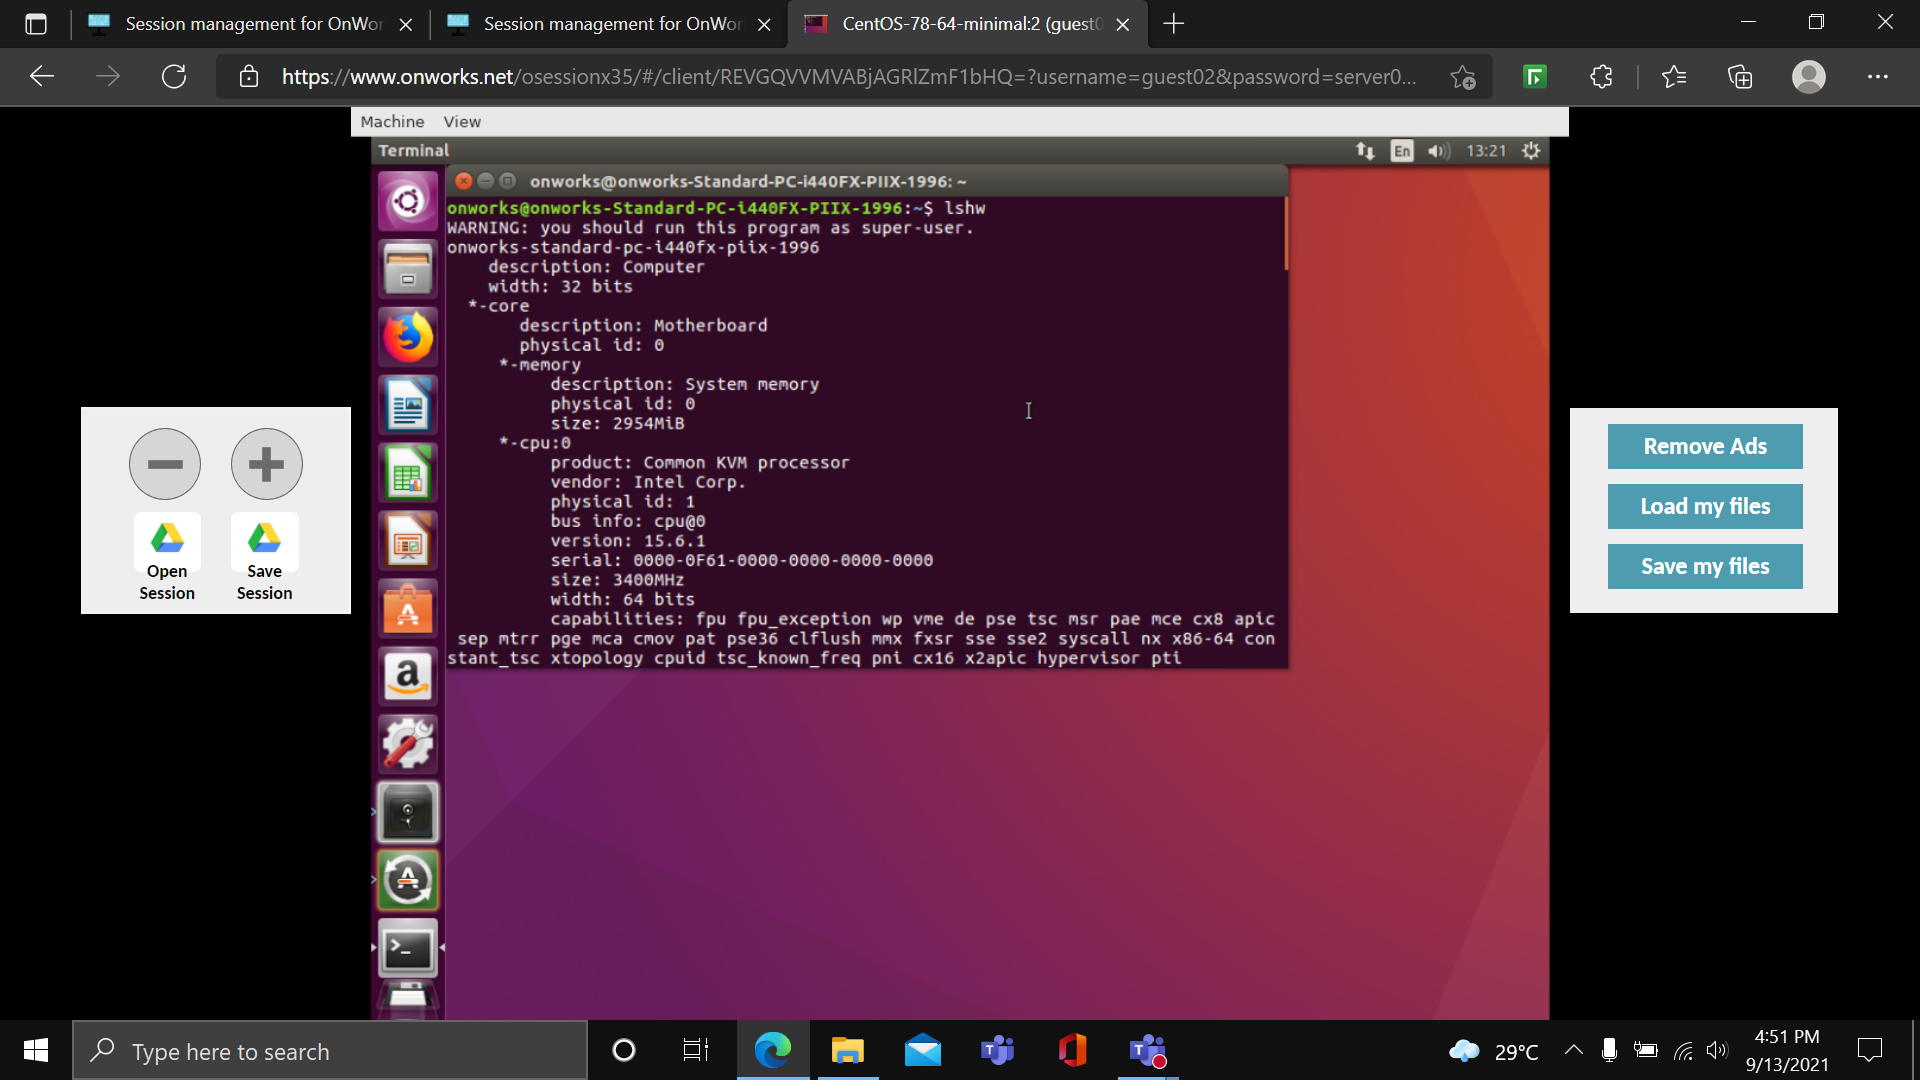 Session management for OnWor
Session management for OnWor
CentOS-78-64-minimal:2 (guest0
https://www.onworks.net/osessionx35/#/client/REVGQVVMVABjAGRlZmF1bHQ=?username=guest02&password=server0...
Machine View
Terminal
En
13:21
onworks@onworks-Standard-PC-i440FX-PIIX-1996: ~
onworks@onworks-Standard-PC-i440FX-PIIX-1996:~$ lshw
WARNING: you should run this program as super-user.
onworks-standard-pc-i440fx-piix-1996
description: Computer
width: 32 bits
*-core
description: Motherboard
physical id: 0
*-memory
description: System memory
physical id: 0
size: 2954MiB
*-cpu:0
product: Common KVM processor
vendor: Intel Corp.
physical id: 1
bus info: cpu@0
version: 15.6.1
serial: 0000-0F61-0000-0000-0000-0000
size: 3400MHz
width: 64 bits
capabilities: fpu fpu_exception wp vme de pse tsc msr pae mce cx8 apic
sep mtrr pge mca cmov pat pse36 clflush mmx fxsr sse sse2 syscall nx x86-64 con
stant_tsc xtopology cpuid tsc_known_freq pni cx16 x2apic hypervisor pti
Open
Session
Save
Session
Remove Ads
Load my files
Save my files
Type here to search
29°C
4:51 PM
9/13/2021